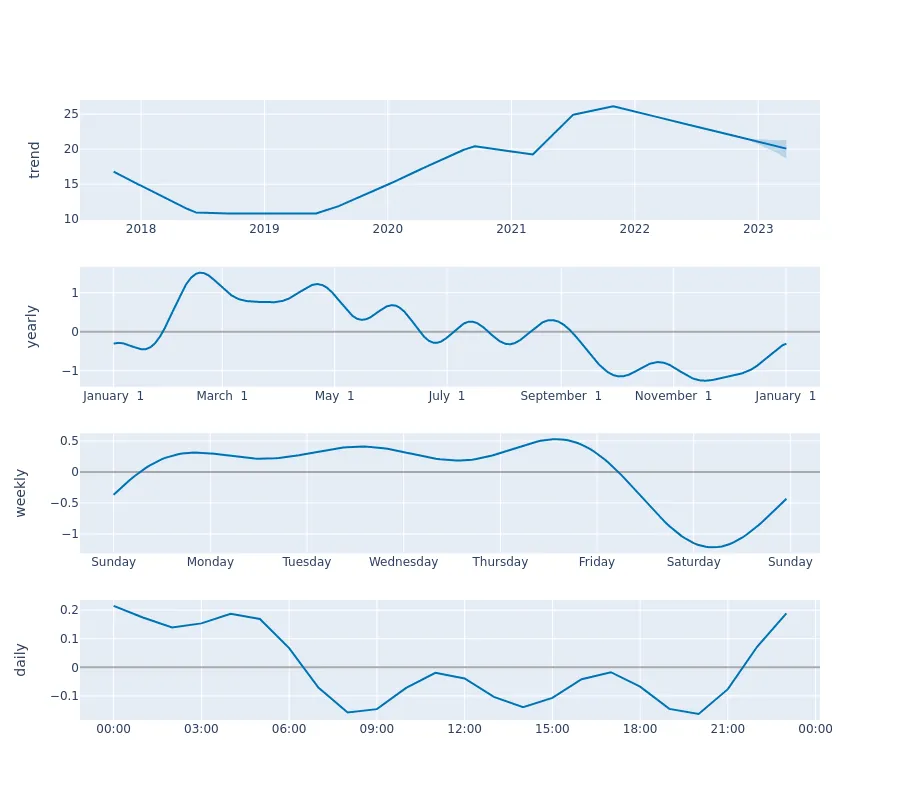 trend
25
20
15
10
2018 2019 2020 2021 2022 2023
yearly
1
0
−1
January 1 March 1 May 1 July 1 September 1 November 1 January 1
weekly
0.5
0
−0.5
−1
Sunday Monday Tuesday Wednesday Thursday Friday Saturday Sunday
daily
0.2
0.1
0
−0.1
00:00 03:00 06:00 09:00 12:00 15:00 18:00 21:00 00:00